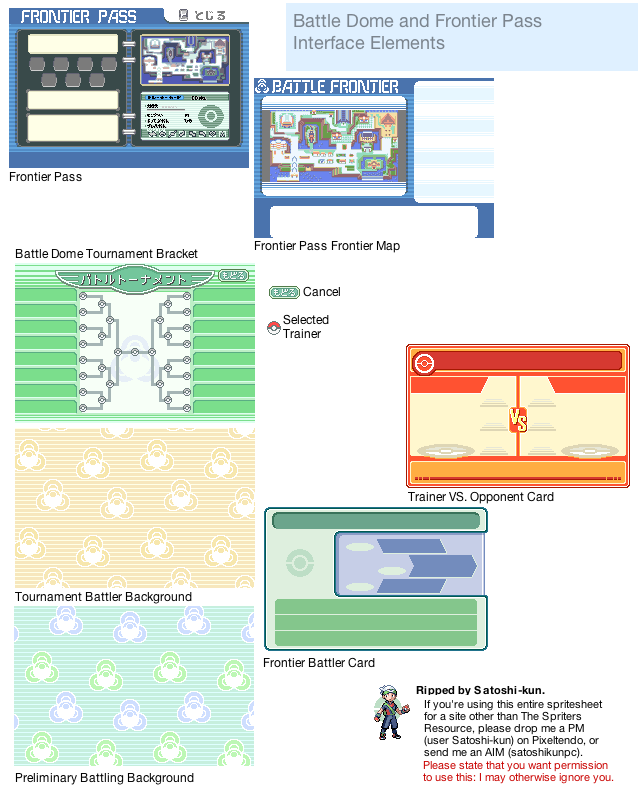 FRONTIER PASS
とじる
Battle Dome and Frontier Pass
Interface Elements
BATTLE FRONTIER
Frontier Pass
Frontier Pass Frontier Map
Battle Dome Tournament Bracket
バトルトーナメント
もどる
もどる
Cancel
Selected
Trainer
VS
Trainer VS. Opponent Card
Tournament Battler Background
Frontier Battler Card
Preliminary Battling Background
Ripped by Satoshi-kun.
If you're using this entire spritesheet
for a site other than The Spriters
Resource, please drop me a PM
(user Satoshi-kun) on Pixeltendo, or
send me an AIM (satoshikunpc).
Please state that you want permission
to use this: I may otherwise ignore you.